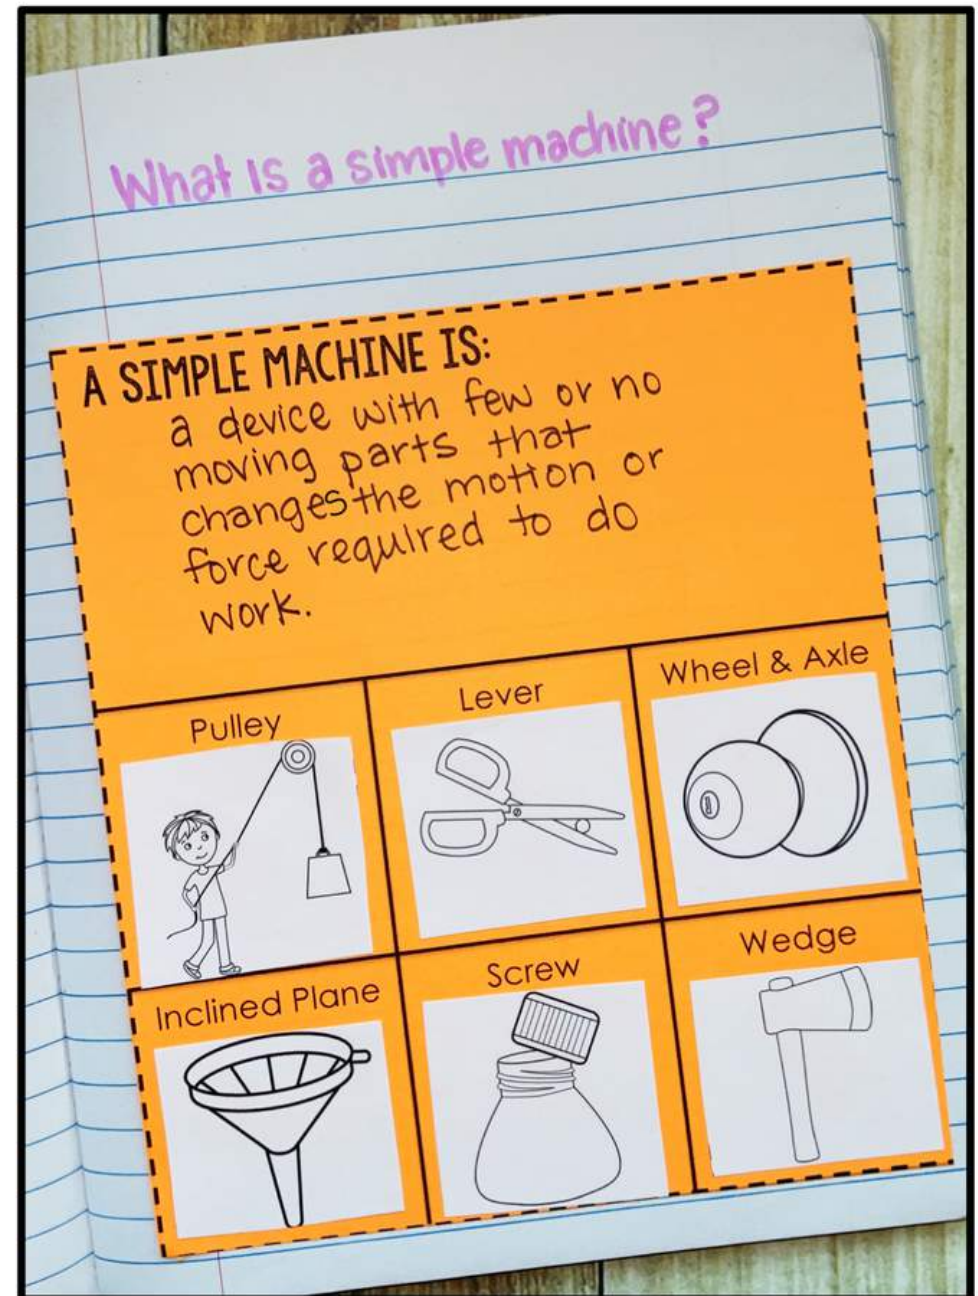 What is a simple machine?
A SIMPLE MACHINE IS:
a device with few or no
moving parts that
changes the motion or
force required to do
work.
Pulley
Lever
Wheel & Axle
Inclined Plane
Screw
Wedge